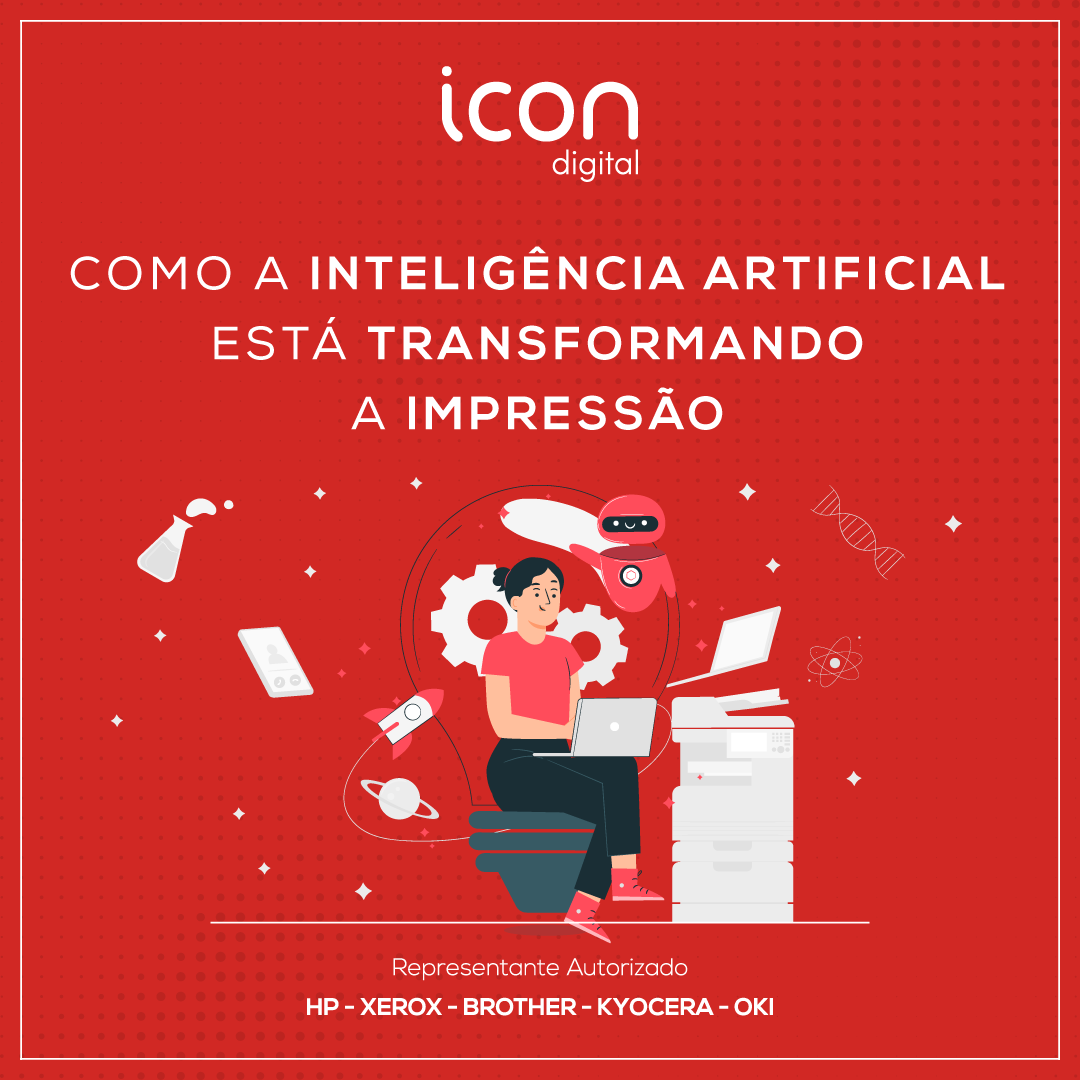 icon
digital
COMO A INTELIGÊNCIA ARTIFICIAL
ESTÁ TRANSFORMANDO
A IMPRESSÃO
Representante Autorizado
HP - XEROX - BROTHER - KYOCERA - OKI